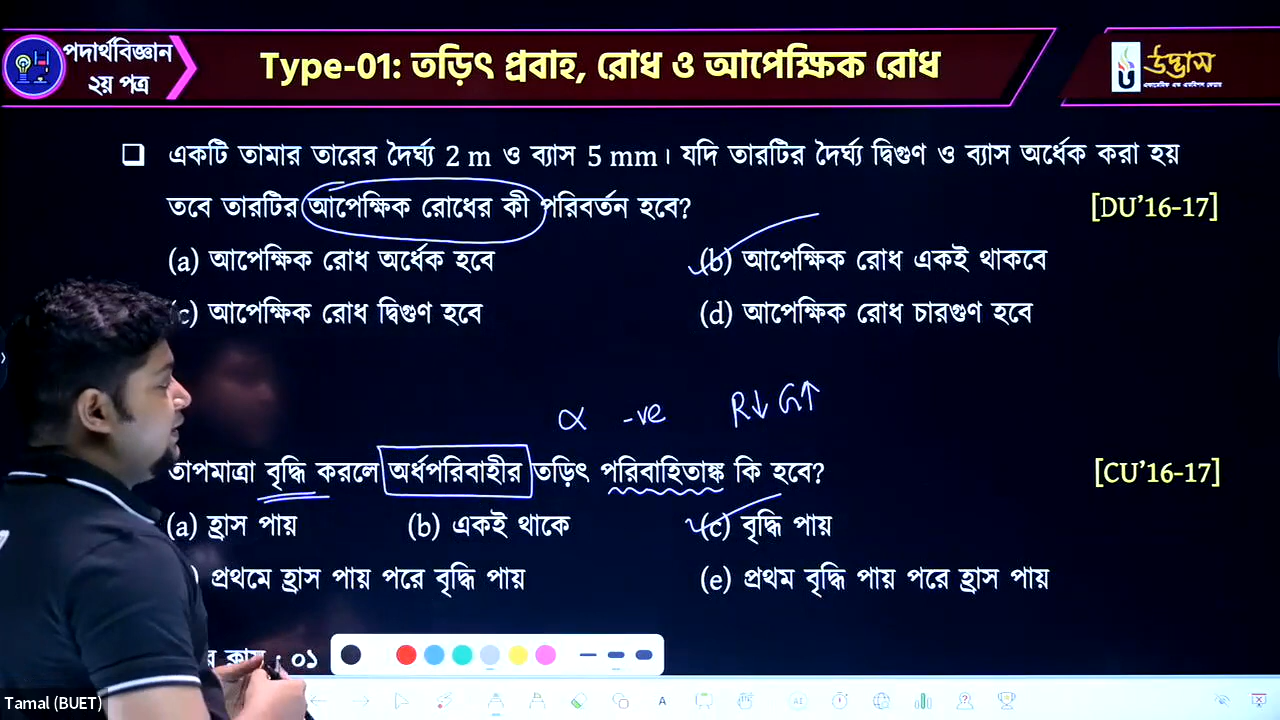 পদার্থবিজ্ঞান
২য় পত্র
Type-01: তড়িৎ প্রবাহ, রোধ ও আপেক্ষিক রোধ
উদ্ভাস
❑ একটি তামার তারের দৈর্ঘ্য 2 m ও ব্যাস 5 mm। যদি তারটির দৈর্ঘ্য দ্বিগুণ ও ব্যাস অর্ধেক করা হয়
তবে তারটির আপেক্ষিক রোধের কী পরিবর্তন হবে? [DU’16-17]
(a) আপেক্ষিক রোধ অর্ধেক হবে (b) আপেক্ষিক রোধ একই থাকবে
c) আপেক্ষিক রোধ দ্বিগুণ হবে (d) আপেক্ষিক রোধ চারগুণ হবে
α -ve R↓ G↑
তাপমাত্রা বৃদ্ধি করলে অর্ধপরিবাহীর তড়িৎ পরিবাহিতাঙ্ক কি হবে? [CU’16-17]
(a) হ্রাস পায় (b) একই থাকে (c) বৃদ্ধি পায়
) প্রথমে হ্রাস পায় পরে বৃদ্ধি পায় (e) প্রথম বৃদ্ধি পায় পরে হ্রাস পায়
০১
Tamal (BUET)